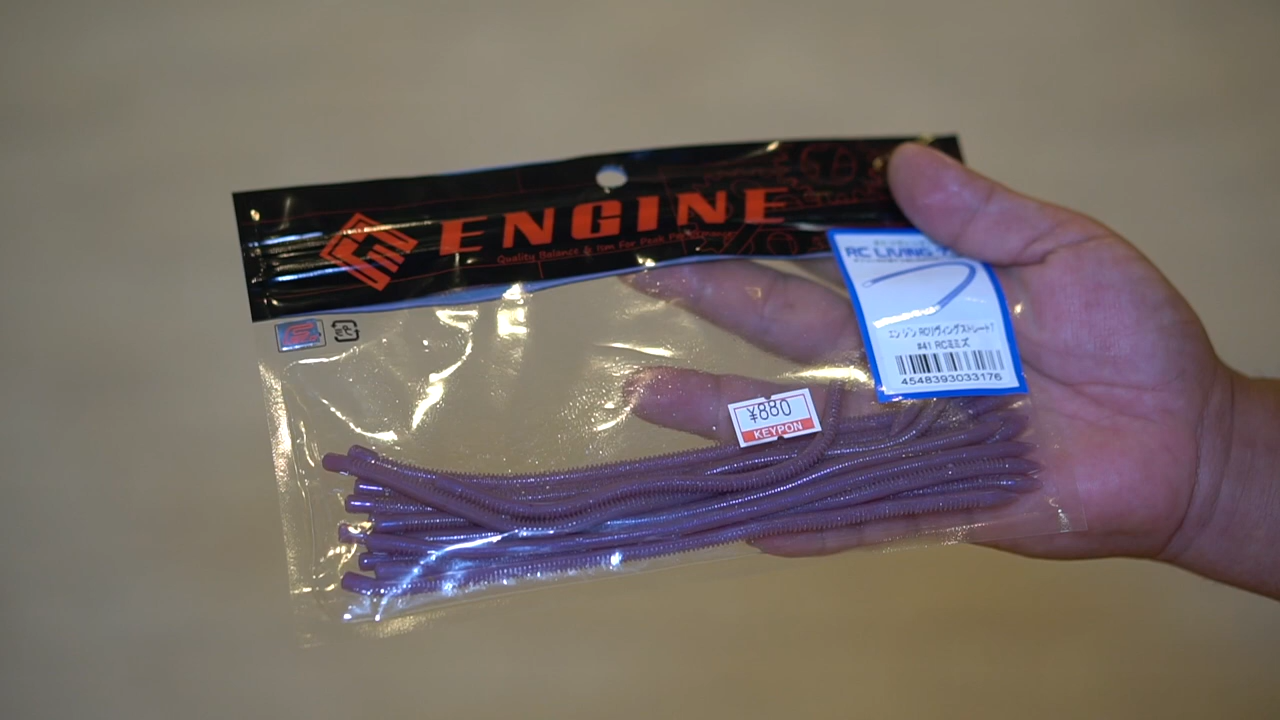 ENGINE
Quality Balance & Ism For Peak Performance
RC LIVING
エンジン RCリヴィングストレート7
#41 RCミミズ
4548393033176
¥880
KEYPON